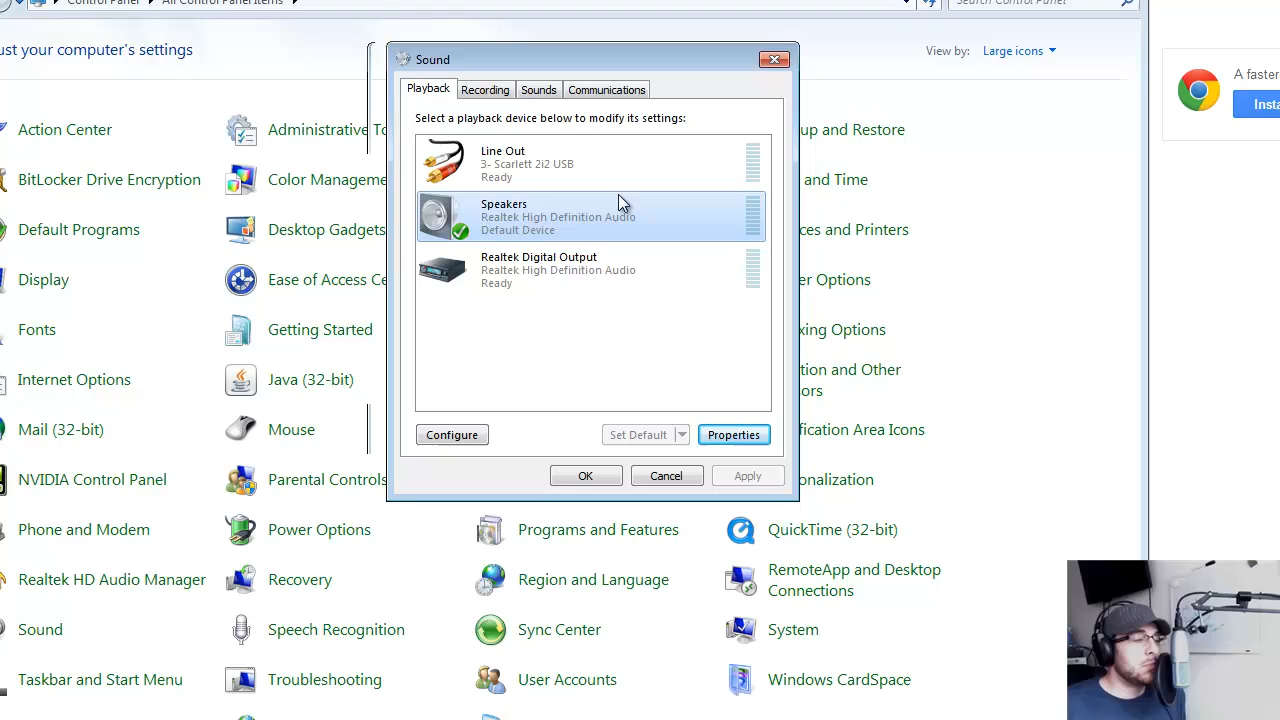 Control Panel
All Control Panel Items
Search Control Panel
ust your computer's settings
View by:
Large icons
Sound
Playback
Recording
Sounds
Communications
Select a playback device below to modify its settings:
Line Out
3- Scarlett 2i2 USB
Ready
Speakers
Realtek High Definition Audio
Default Device
Realtek Digital Output
Realtek High Definition Audio
Ready
Configure
Set Default
Properties
OK
Cancel
Apply
A faster
Insta
Action Center
Administrative To
up and Restore
BitLocker Drive Encryption
Color Manageme
and Time
Default Programs
Desktop Gadgets
ices and Printers
Display
Ease of Access Ce
er Options
Fonts
Getting Started
xing Options
Internet Options
Java (32-bit)
tion and Other
ors
Mail (32-bit)
Mouse
ification Area Icons
NVIDIA Control Panel
Parental Controls
onalization
Phone and Modem
Power Options
Programs and Features
QuickTime (32-bit)
Realtek HD Audio Manager
Recovery
Region and Language
RemoteApp and Desktop
Connections
Sound
Speech Recognition
Sync Center
System
Taskbar and Start Menu
Troubleshooting
User Accounts
Windows CardSpace